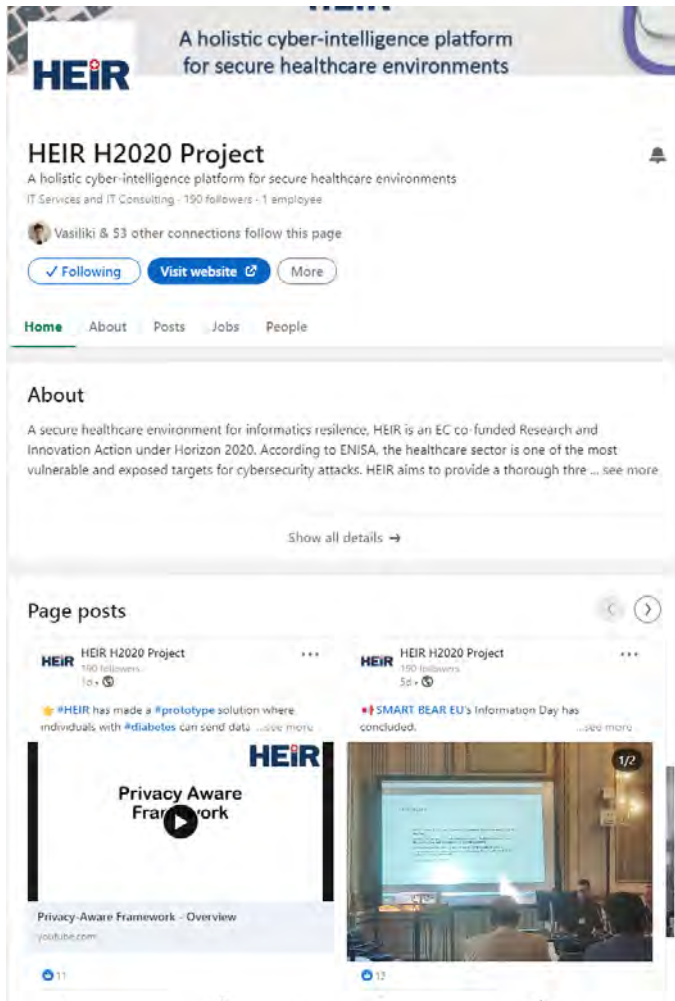 HEIR
A holistic cyber-intelligence platform
for secure healthcare environments
HEIR
HEIR H2020 Project
A holistic cyber-intelligence platform for secure healthcare environments
IT Services and IT Consulting · 190 followers · 1 employee
Vasiliki & 53 other connections follow this page
✓ Following
Visit website
More
Home About Posts Jobs People
About
A secure healthcare environment for informatics resilence, HEIR is an EC co-funded Research and
Innovation Action under Horizon 2020. According to ENISA, the healthcare sector is one of the most
vulnerable and exposed targets for cybersecurity attacks. HEIR aims to provide a thorough thre ... see more
Show all details →
Page posts
HEIR
HEIR H2020 Project
190 followers
1d •
#HEIR has made a #prototype solution where
individuals with #diabetes can send data ...see more
HEIR
Privacy Aware
Framework
Privacy-Aware Framework - Overview
youtube.com
11
HEIR
HEIR H2020 Project
190 followers
5d •
SMART BEAR EU's Information Day has
concluded. ...see more
1/2
13